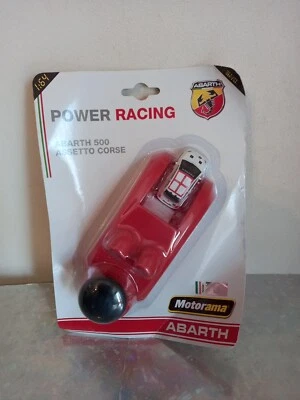 1:64
ABARTH
POWER RACING
ABARTH 500
ASSETTO CORSE
Motorama
ABARTH